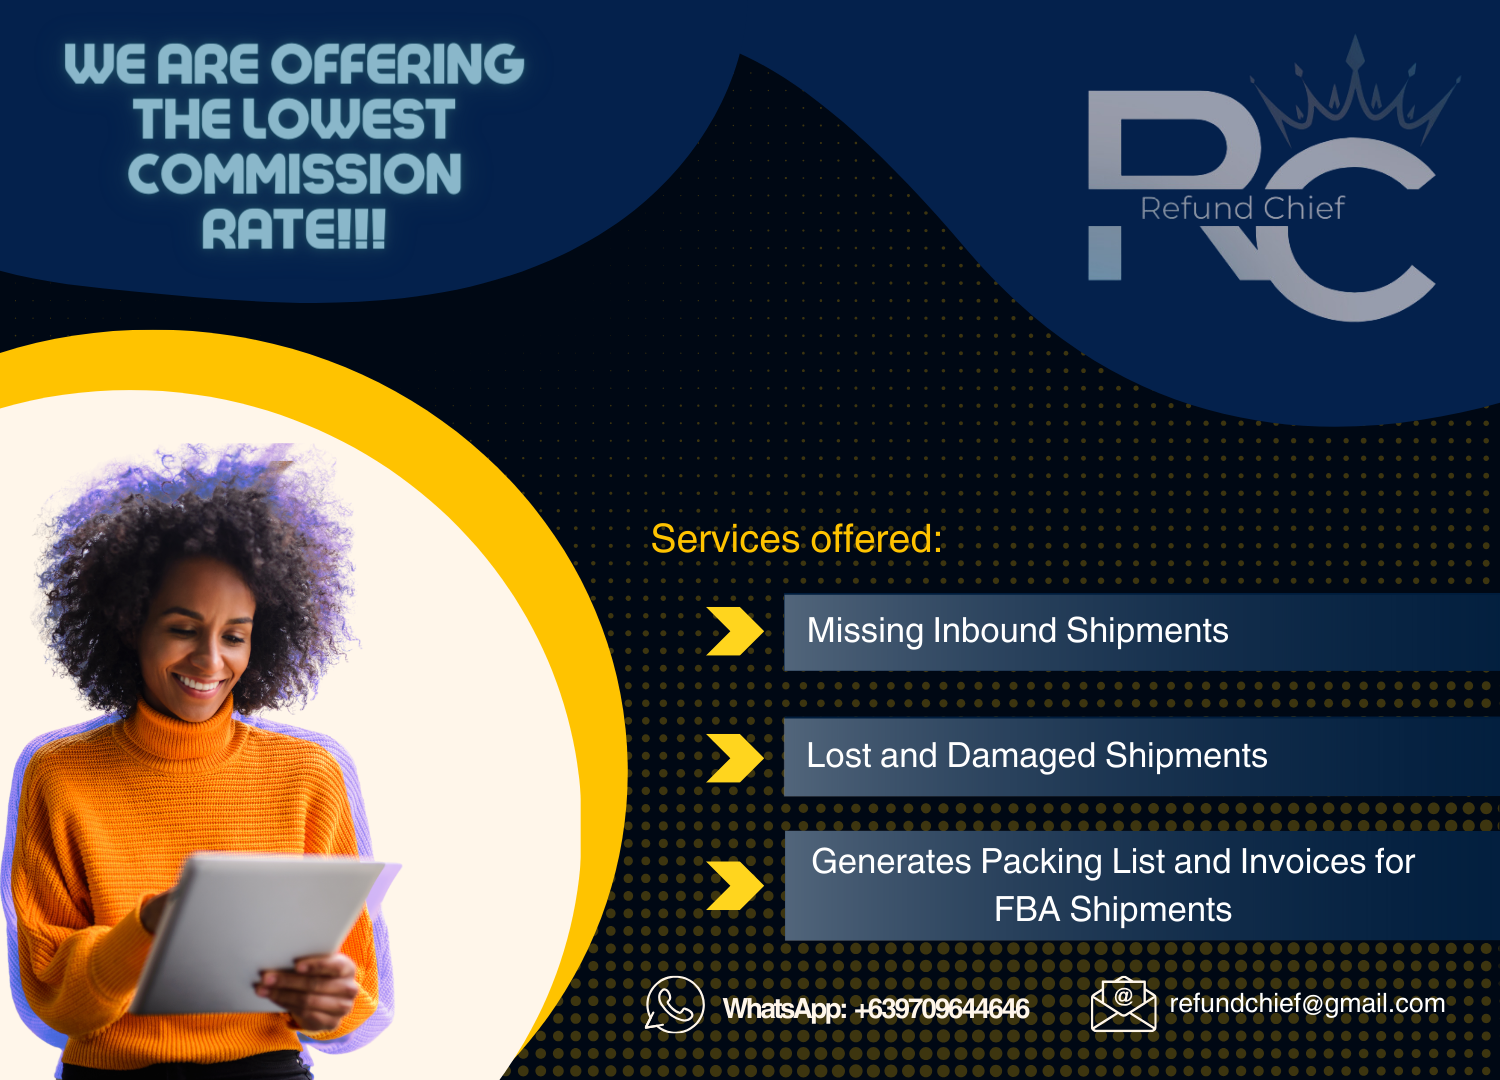 WE ARE OFFERING
THE LOWEST
COMMISSION
RATE!!!
RC
Refund Chief
Services offered:
Missing Inbound Shipments
Lost and Damaged Shipments
Generates Packing List and Invoices for
FBA Shipments
WhatsApp: +639709644646
@
refundchief@gmail.com